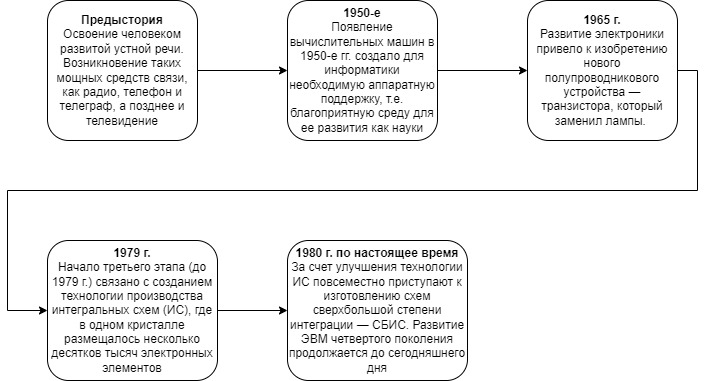 Предыстория
Освоение человеком
развитой устной речи.
Возникновение таких
мощных средств связи,
как радио, телефон и
телеграф, а позднее и
телевидение
1950-е
Появление
вычислительных машин в
1950-е гг. создало для
информатики
необходимую аппаратную
поддержку, т.е.
благоприятную среду для
ее развития как науки
1965 г.
Развитие электроники
привело к изобретению
нового
полупроводникового
устройства —
транзистора, который
заменил лампы.
1979 г.
Начало третьего этапа (до
1979 г.) связано с созданием
технологии производства
интегральных схем (ИС), где
в одном кристалле
размещалось несколько
десятков тысяч электронных
элементов
1980 г. по настоящее время
За счет улучшения технологии
ИС повсеместно приступают к
изготовлению схем
сверхбольшой степени
интеграции — СБИС. Развитие
ЭВМ четвертого поколения
продолжается до сегодняшнего
дня